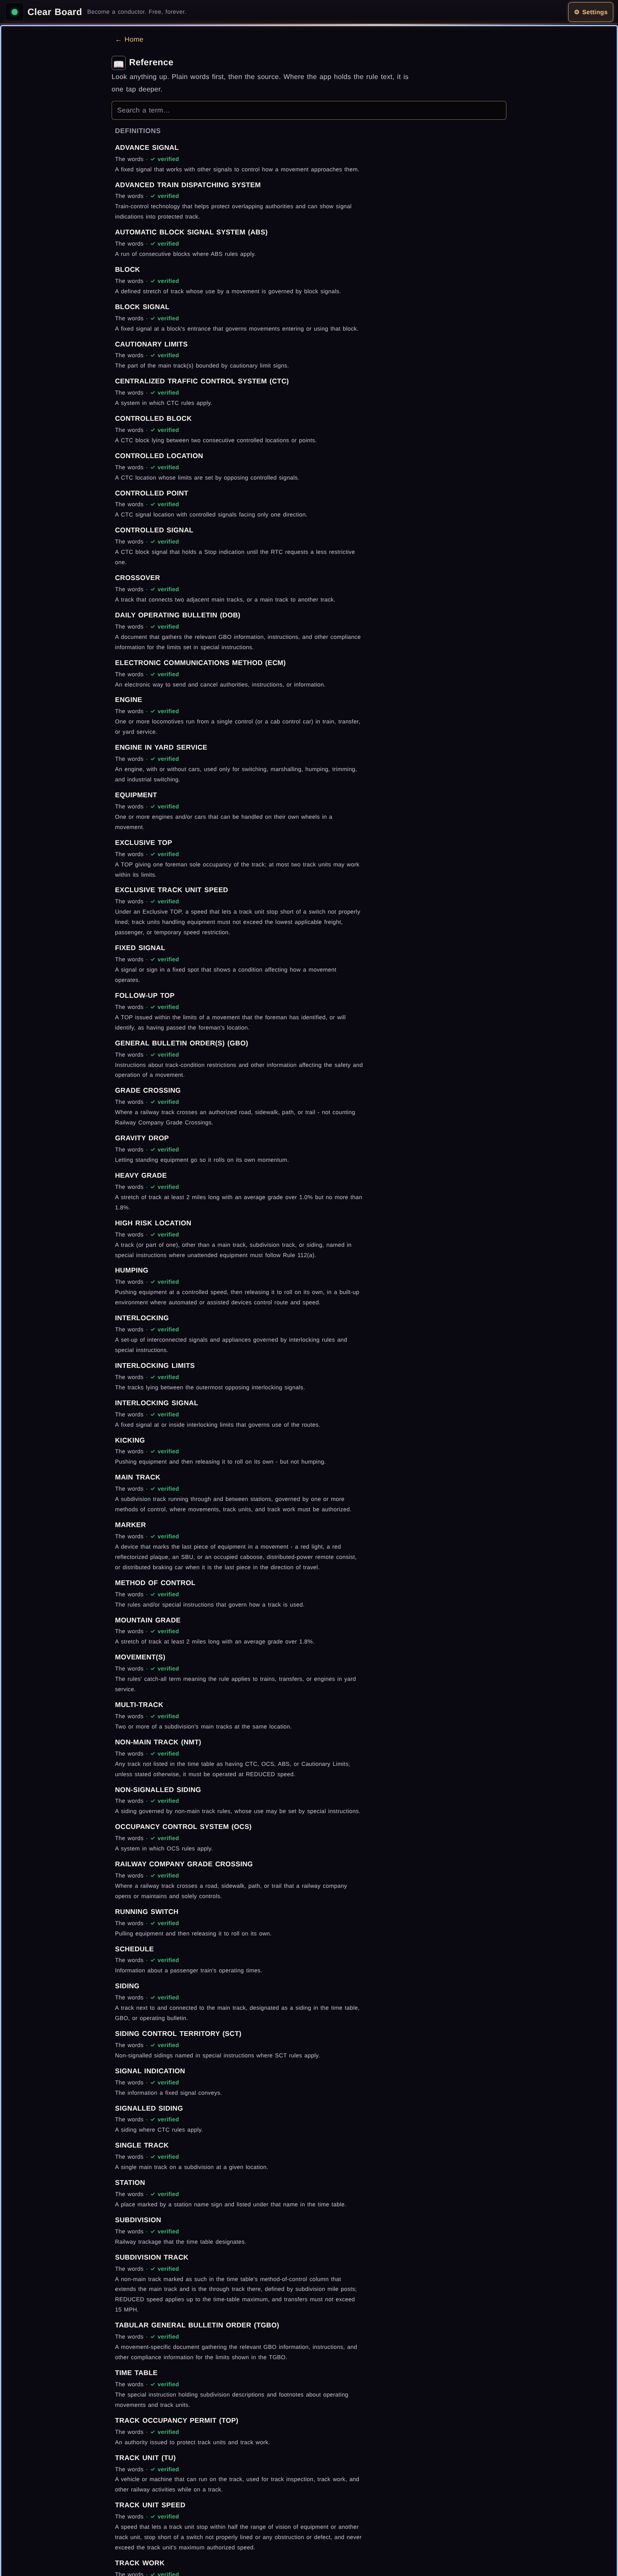 Clear Board Become a conductor. Free, forever.
⚙ Settings
← Home
📖 Reference
Look anything up. Plain words first, then the source. Where the app holds the rule text, it is
one tap deeper.
Search a term...
DEFINITIONS
ADVANCE SIGNAL
The words · ✓ verified
A fixed signal that works with other signals to control how a movement approaches them.
ADVANCED TRAIN DISPATCHING SYSTEM
The words · ✓ verified
Train-control technology that helps protect overlapping authorities and can show signal
indications into protected track.
AUTOMATIC BLOCK SIGNAL SYSTEM (ABS)
The words · ✓ verified
A run of consecutive blocks where ABS rules apply.
BLOCK
The words · ✓ verified
A defined stretch of track whose use by a movement is governed by block signals.
BLOCK SIGNAL
The words · ✓ verified
A fixed signal at a block's entrance that governs movements entering or using that block.
CAUTIONARY LIMITS
The words · ✓ verified
The part of the main track(s) bounded by cautionary limit signs.
CENTRALIZED TRAFFIC CONTROL SYSTEM (CTC)
The words · ✓ verified
A system in which CTC rules apply.
CONTROLLED BLOCK
The words · ✓ verified
A CTC block lying between two consecutive controlled locations or points.
CONTROLLED LOCATION
The words · ✓ verified
A CTC location whose limits are set by opposing controlled signals.
CONTROLLED POINT
The words · ✓ verified
A CTC signal location with controlled signals facing only one direction.
CONTROLLED SIGNAL
The words · ✓ verified
A CTC block signal that holds a Stop indication until the RTC requests a less restrictive
one.
CROSSOVER
The words · ✓ verified
A track that connects two adjacent main tracks, or a main track to another track.
DAILY OPERATING BULLETIN (DOB)
The words · ✓ verified
A document that gathers the relevant GBO information, instructions, and other compliance
information for the limits set in special instructions.
ELECTRONIC COMMUNICATIONS METHOD (ECM)
The words · ✓ verified
An electronic way to send and cancel authorities, instructions, or information.
ENGINE
The words · ✓ verified
One or more locomotives run from a single control (or a cab control car) in train, transfer,
or yard service.
ENGINE IN YARD SERVICE
The words · ✓ verified
An engine, with or without cars, used only for switching, marshalling, humping, trimming,
and industrial switching.
EQUIPMENT
The words · ✓ verified
One or more engines and/or cars that can be handled on their own wheels in a
movement.
EXCLUSIVE TOP
The words · ✓ verified
A TOP giving one foreman sole occupancy of the track; at most two track units may work
within its limits.
EXCLUSIVE TRACK UNIT SPEED
The words · ✓ verified
Under an Exclusive TOP, a speed that lets a track unit stop short of a switch not properly
lined; track units handling equipment must not exceed the lowest applicable freight,
passenger, or temporary speed restriction.
FIXED SIGNAL
The words · ✓ verified
A signal or sign in a fixed spot that shows a condition affecting how a movement
operates.
FOLLOW-UP TOP
The words · ✓ verified
A TOP issued within the limits of a movement that the foreman has identified, or will
identify, as having passed the foreman's location.
GENERAL BULLETIN ORDER(S) (GBO)
The words · ✓ verified
Instructions about track-condition restrictions and other information affecting the safety and
operation of a movement.
GRADE CROSSING
The words · ✓ verified
Where a railway track crosses an authorized road, sidewalk, path, or trail - not counting
Railway Company Grade Crossings.
GRAVITY DROP
The words · ✓ verified
Letting standing equipment go so it rolls on its own momentum.
HEAVY GRADE
The words · ✓ verified
A stretch of track at least 2 miles long with an average grade over 1.0% but no more than
1.8%.
HIGH RISK LOCATION
The words · ✓ verified
A track (or part of one), other than a main track, subdivision track, or siding, named in
special instructions where unattended equipment must follow Rule 112(a).
HUMPING
The words · ✓ verified
Pushing equipment at a controlled speed, then releasing it to roll on its own, in a built-up
environment where automated or assisted devices control route and speed.
INTERLOCKING
The words · ✓ verified
A set-up of interconnected signals and appliances governed by interlocking rules and
special instructions.
INTERLOCKING LIMITS
The words · ✓ verified
The tracks lying between the outermost opposing interlocking signals.
INTERLOCKING SIGNAL
The words · ✓ verified
A fixed signal at or inside interlocking limits that governs use of the routes.
KICKING
The words · ✓ verified
Pushing equipment and then releasing it to roll on its own - but not humping.
MAIN TRACK
The words · ✓ verified
A subdivision track running through and between stations, governed by one or more
methods of control, where movements, track units, and track work must be authorized.
MARKER
The words · ✓ verified
A device that marks the last piece of equipment in a movement - a red light, a red
reflectorized plaque, an SBU, or an occupied caboose, distributed-power remote consist,
or distributed braking car when it is the last piece in the direction of travel.
METHOD OF CONTROL
The words · ✓ verified
The rules and/or special instructions that govern how a track is used.
MOUNTAIN GRADE
The words · ✓ verified
A stretch of track at least 2 miles long with an average grade over 1.8%.
MOVEMENT(S)
The words · ✓ verified
The rules' catch-all term meaning the rule applies to trains, transfers, or engines in yard
service.
MULTI-TRACK
The words · ✓ verified
Two or more of a subdivision's main tracks at the same location.
NON-MAIN TRACK (NMT)
The words · ✓ verified
Any track not listed in the time table as having CTC, OCS, ABS, or Cautionary Limits;
unless stated otherwise, it must be operated at REDUCED speed.
NON-SIGNALLED SIDING
The words · ✓ verified
A siding governed by non-main track rules, whose use may be set by special instructions.
OCCUPANCY CONTROL SYSTEM (OCS)
The words · ✓ verified
A system in which OCS rules apply.
RAILWAY COMPANY GRADE CROSSING
The words · ✓ verified
Where a railway track crosses a road, sidewalk, path, or trail that a railway company
opens or maintains and solely controls.
RUNNING SWITCH
The words · ✓ verified
Pulling equipment and then releasing it to roll on its own.
SCHEDULE
The words · ✓ verified
Information about a passenger train's operating times.
SIDING
The words · ✓ verified
A track next to and connected to the main track, designated as a siding in the time table,
GBO, or operating bulletin.
SIDING CONTROL TERRITORY (SCT)
The words · ✓ verified
Non-signalled sidings named in special instructions where SCT rules apply.
SIGNAL INDICATION
The words · ✓ verified
The information a fixed signal conveys.
SIGNALLED SIDING
The words · ✓ verified
A siding where CTC rules apply.
SINGLE TRACK
The words · ✓ verified
A single main track on a subdivision at a given location.
STATION
The words · ✓ verified
A place marked by a station name sign and listed under that name in the time table.
SUBDIVISION
The words · ✓ verified
Railway trackage that the time table designates.
SUBDIVISION TRACK
The words · ✓ verified
A non-main track marked as such in the time table's method-of-control column that
extends the main track and is the through track there, defined by subdivision mile posts;
REDUCED speed applies up to the time-table maximum, and transfers must not exceed
15 MPH.
TABULAR GENERAL BULLETIN ORDER (TGBO)
The words · ✓ verified
A movement-specific document gathering the relevant GBO information, instructions, and
other compliance information for the limits shown in the TGBO.
TIME TABLE
The words · ✓ verified
The special instruction holding subdivision descriptions and footnotes about operating
movements and track units.
TRACK OCCUPANCY PERMIT (TOP)
The words · ✓ verified
An authority issued to protect track units and track work.
TRACK UNIT (TU)
The words · ✓ verified
A vehicle or machine that can run on the track, used for track inspection, track work, and
other railway activities while on a track.
TRACK UNIT SPEED
The words · ✓ verified
A speed that lets a track unit stop within half the range of vision of equipment or another
track unit, stop short of a switch not properly lined or any obstruction or defect, and never
exceed the track unit's maximum authorized speed.
TRACK WORK
The words · ✓ verified